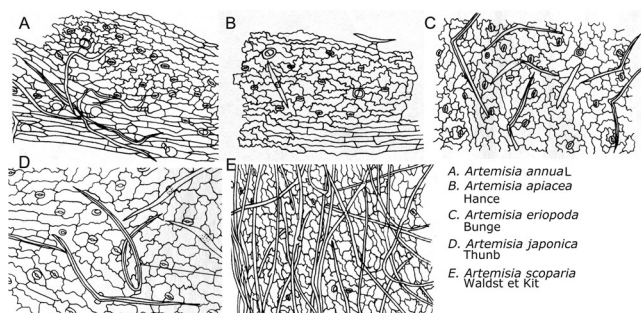 A
B
C
D
E
A. Artemisia annuaL
B. Artemisia apiacea
Hance
C. Artemisia eriopoda
Bunge
D. Artemisia japonica
Thunb
E. Artemisia scoparia
Waldst et Kit